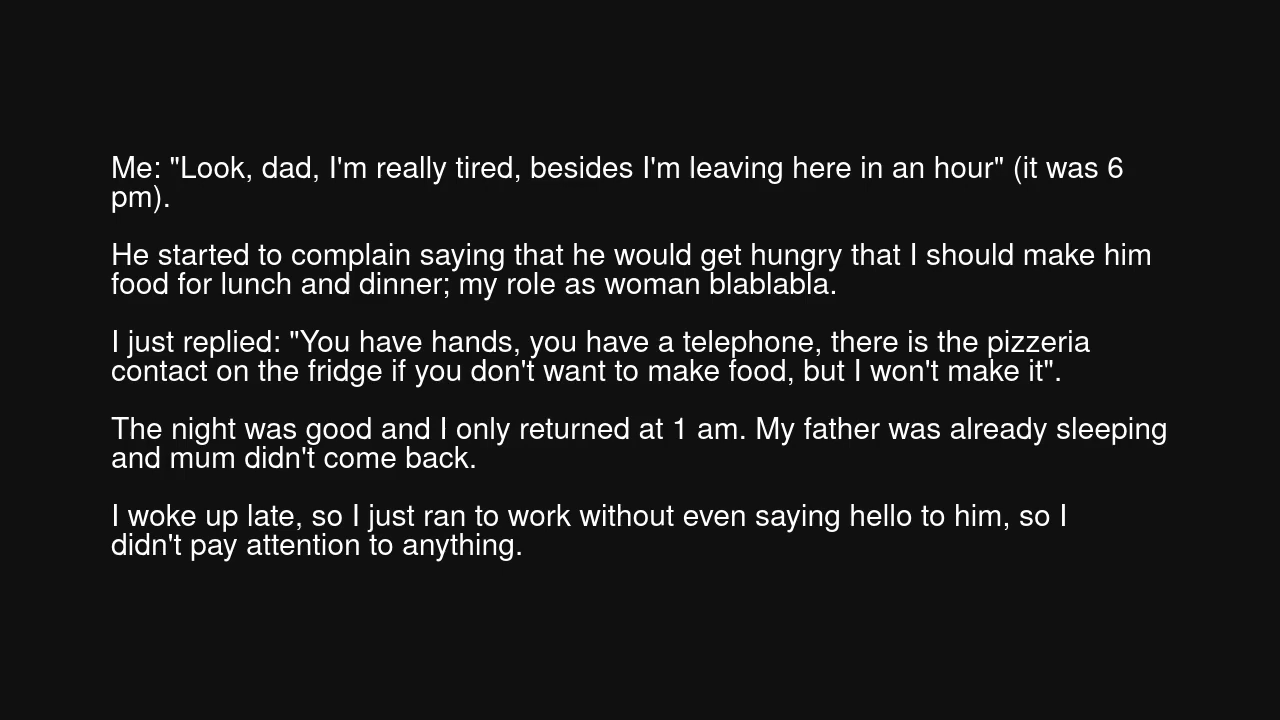 Me: "Look, dad, I'm really tired, besides I'm leaving here in an hour" (it was 6
pm).
He started to complain saying that he would get hungry that I should make him
food for lunch and dinner; my role as woman blablabla.
I just replied: "You have hands, you have a telephone, there is the pizzeria
contact on the fridge if you don't want to make food, but I won't make it".
The night was good and I only returned at 1 am. My father was already sleeping
and mum didn't come back.
I woke up late, so I just ran to work without even saying hello to him, so I
didn't pay attention to anything.